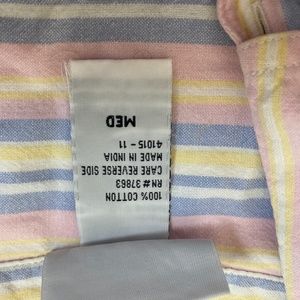 100% COTTON
RN# 37863
CARE REVERSE SIDE
MADE IN INDIA
41015 - 11
MED